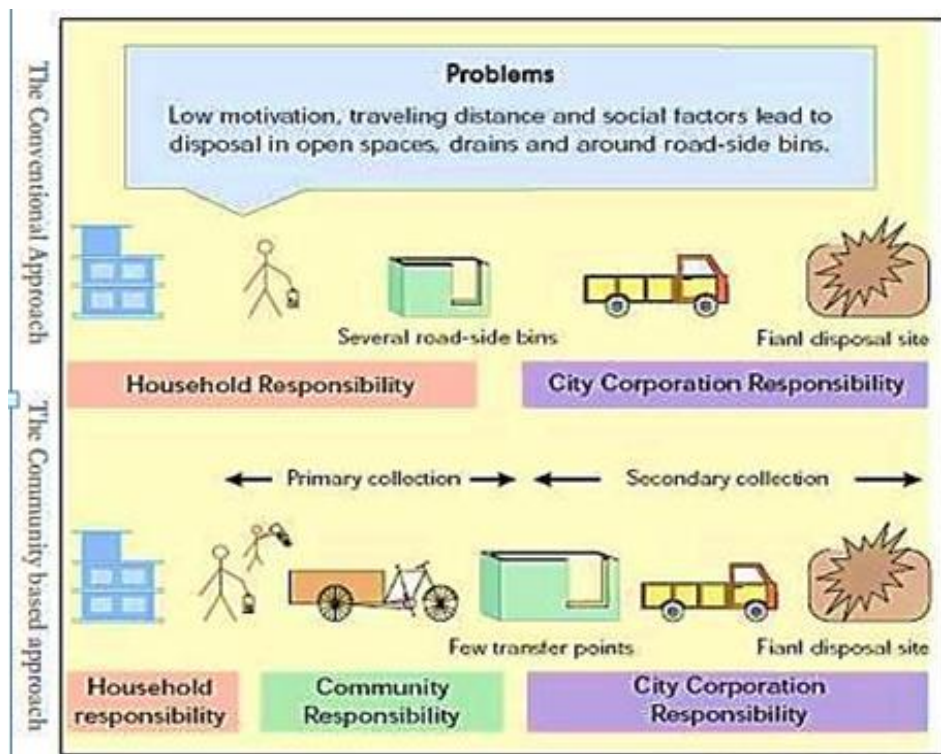 The Conventional Approach
Problems
Low motivation, traveling distance and social factors lead to
disposal in open spaces, drains and around road-side bins.
Several road-side bins
Fianl disposal site
Household Responsibility
City Corporation Responsibility
The Community based approach
Primary collection
Secondary collection
Few transfer points
Fianl disposal site
Household
responsibility
Community
Responsibility
City Corporation
Responsibility